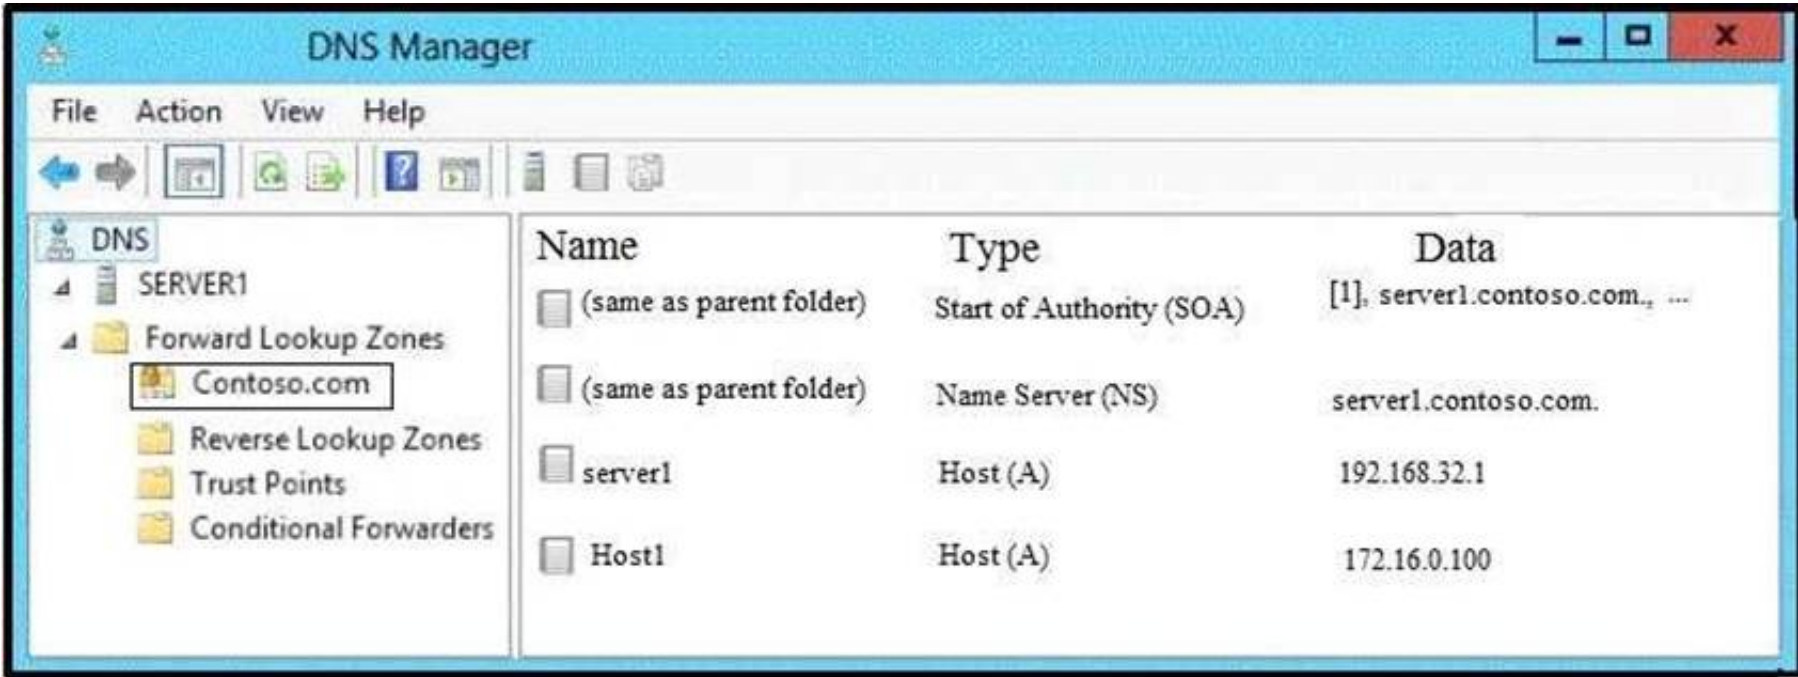 DNS Manager
File Action View Help
DNS
SERVER1
Forward Lookup Zones
Contoso.com
Reverse Lookup Zones
Trust Points
Conditional Forwarders
Name Type Data
(same as parent folder) Start of Authority (SOA) [1], server1.contoso.com., ...
(same as parent folder) Name Server (NS) server1.contoso.com.
server1 Host (A) 192.168.32.1
Host1 Host (A) 172.16.0.100